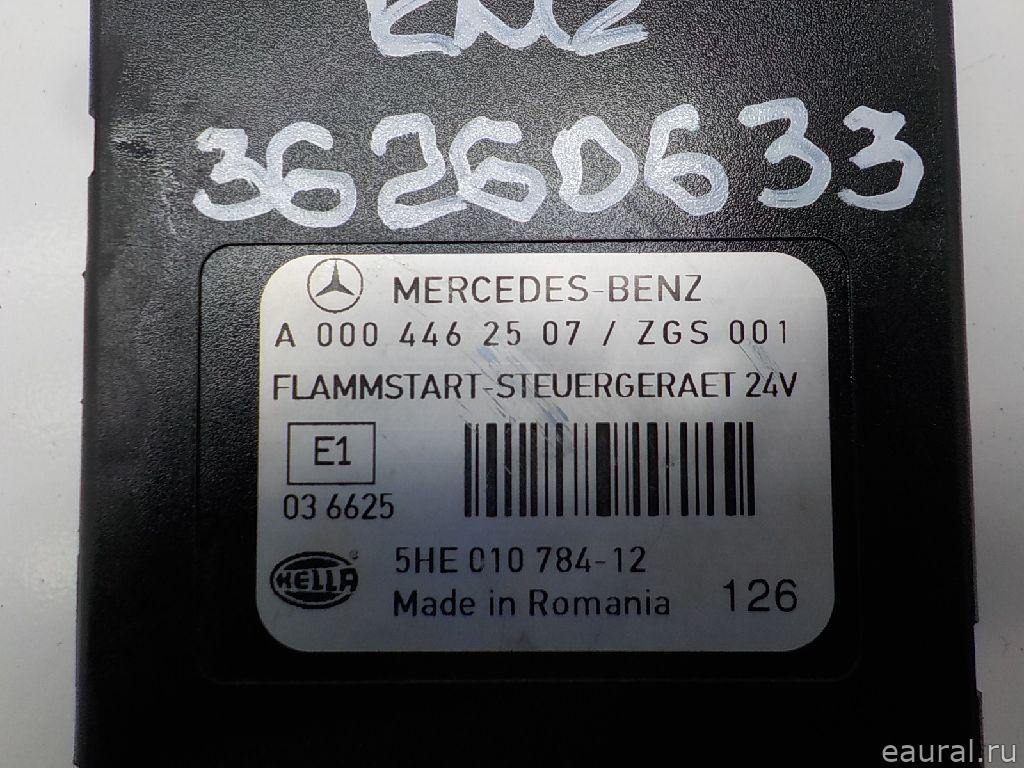 36260633
MERCEDES-BENZ
A 000 446 25 07 / ZGS 001
FLAMMSTART-STEUERGERAET 24V
E1
03 6625
HELLA
5HE 010 784-12
Made in Romania
126
eaural.ru